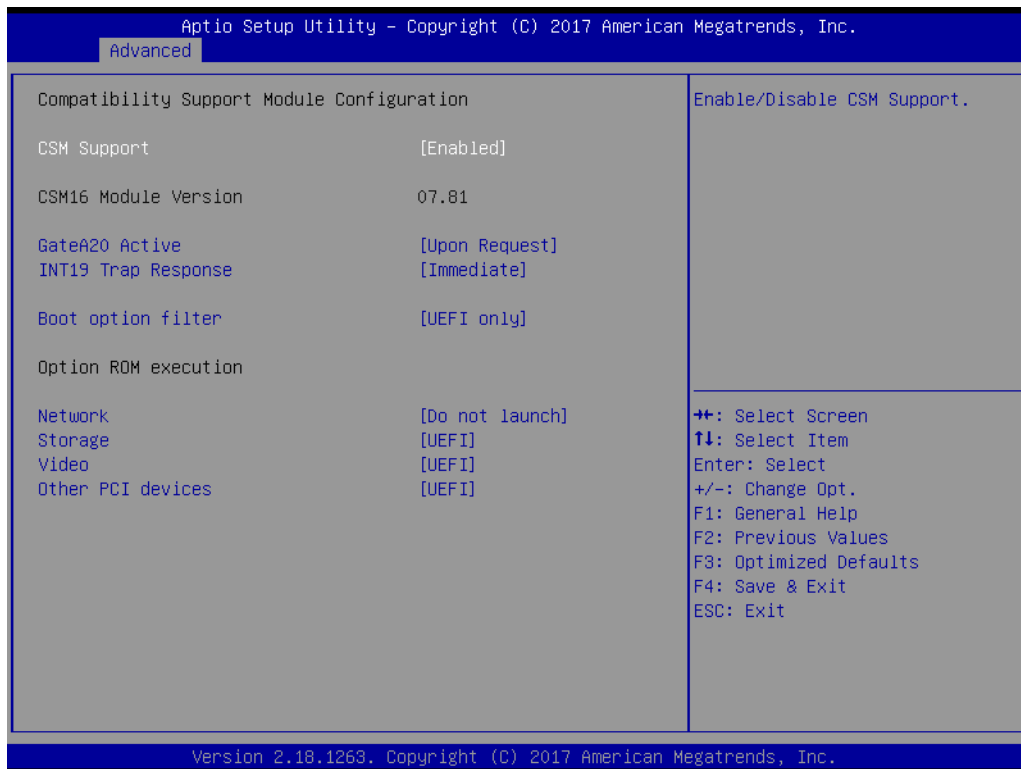 Aptio Setup Utility – Copyright (C) 2017 American Megatrends, Inc.
Advanced
Compatibility Support Module Configuration
CSM Support [Enabled]
CSM16 Module Version 07.81
GateA20 Active [Upon Request]
INT19 Trap Response [Immediate]
Boot option filter [UEFI only]
Option ROM execution
Network [Do not launch]
Storage [UEFI]
Video [UEFI]
Other PCI devices [UEFI]
Enable/Disable CSM Support.
→←: Select Screen
↑↓: Select Item
Enter: Select
+/-: Change Opt.
F1: General Help
F2: Previous Values
F3: Optimized Defaults
F4: Save & Exit
ESC: Exit
Version 2.18.1263. Copyright (C) 2017 American Megatrends, Inc.